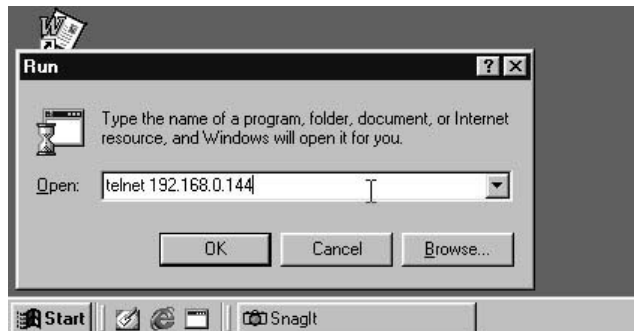 Run
Type the name of a program, folder, document, or Internet
resource, and Windows will open it for you.
Open: telnet 192.168.0.144
OK Cancel Browse...
Start SnagIt